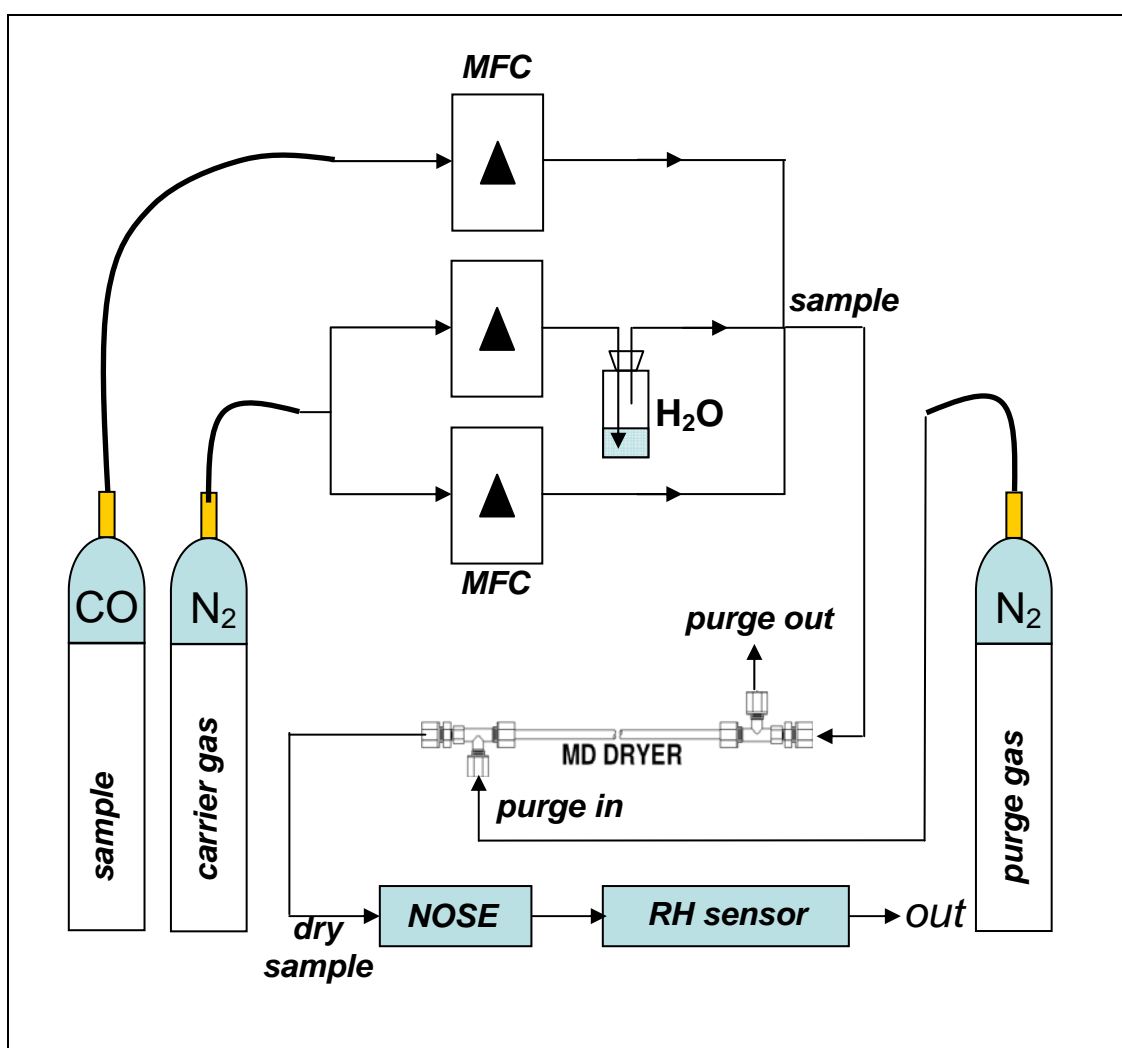 MFC
sample
H₂O
MFC
CO
N₂
N₂
purge out
MD DRYER
purge in
sample
carrier gas
purge gas
NOSE
RH sensor
out
dry
sample